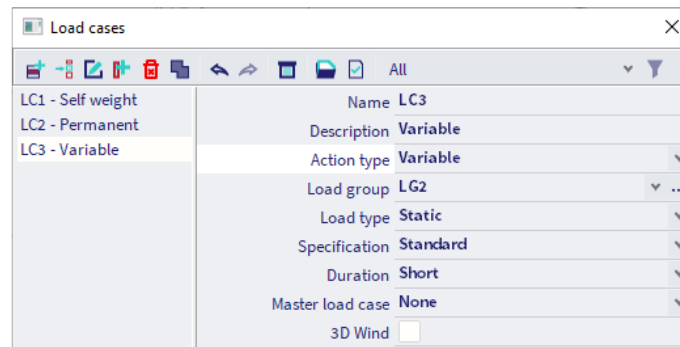 Load cases
All
LC1 - Self weight
LC2 - Permanent
LC3 - Variable
Name LC3
Description Variable
Action type Variable
Load group LG2
Load type Static
Specification Standard
Duration Short
Master load case None
3D Wind